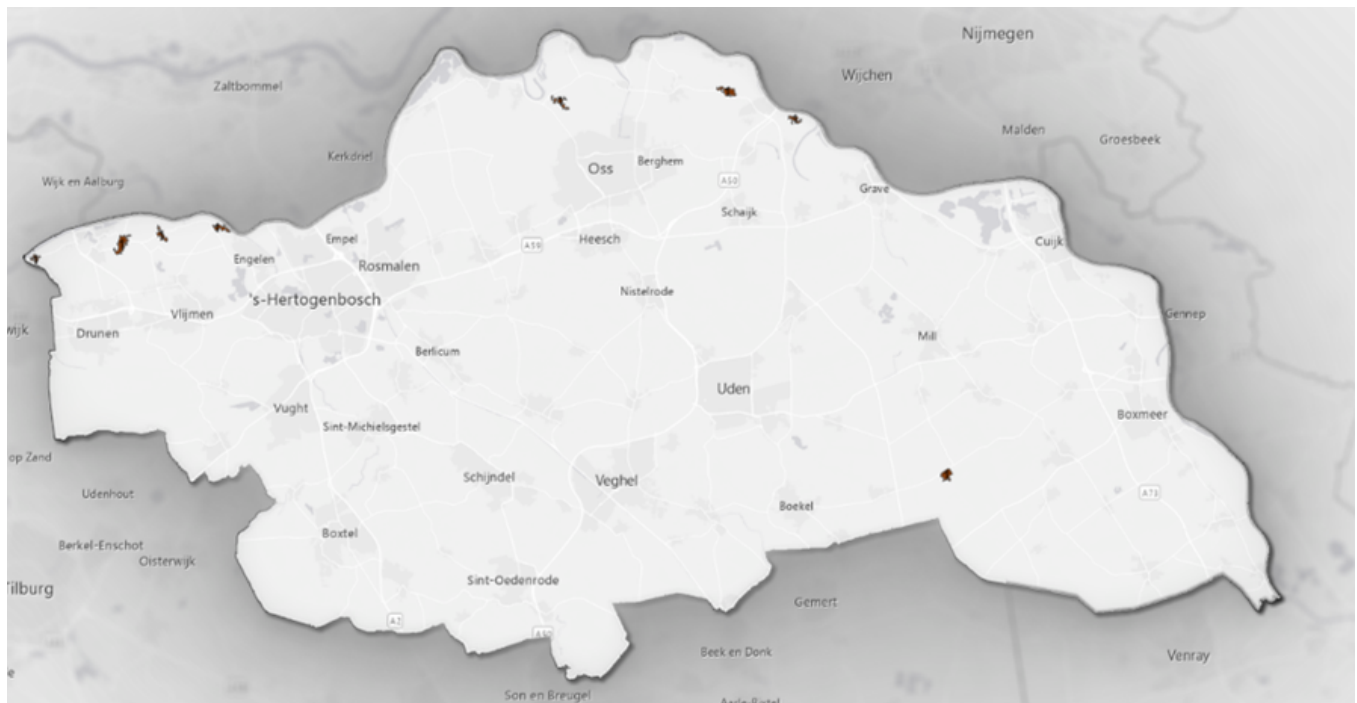 Nijmegen
Wijchen
Zaltbommel
Malden
Groesbeek
Kerkdriel
Berghem
Oss
Wijk en Aalburg
A50
Grave
Schaijk
Empel
Heesch
A59
Cuijk
Engelen
Rosmalen
Nistelrode
's-Hertogenbosch
Vlijmen
Gennep
wijk
Drunen
Mill
Berlicum
Uden
Vught
Boxmeer
Sint-Michielsgestel
op Zand
Schijndel
Veghel
Udenhout
A73
Boekel
Boxtel
Berkel-Enschot
Oisterwijk
Sint-Oedenrode
ilburg
Gemert
A2
A50
Beek en Donk
Venray
Son en Breugel